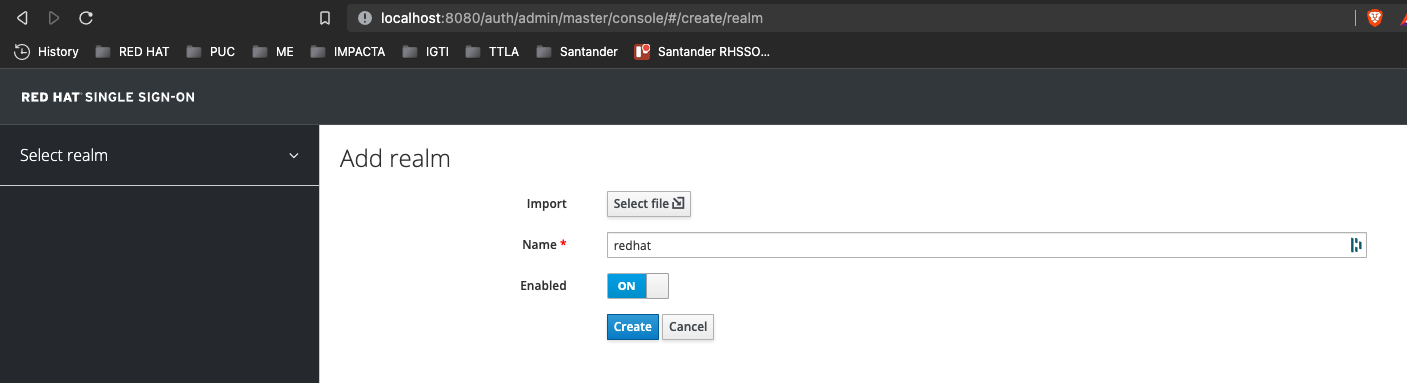 localhost:8080/auth/admin/master/console/#/create/realm
History RED HAT PUC ME IMPACTA IGTI TTLA Santander Santander RHSSO...
RED HAT SINGLE SIGN-ON
Select realm
Add realm
Import Select file
Name * redhat
Enabled ON
Create Cancel